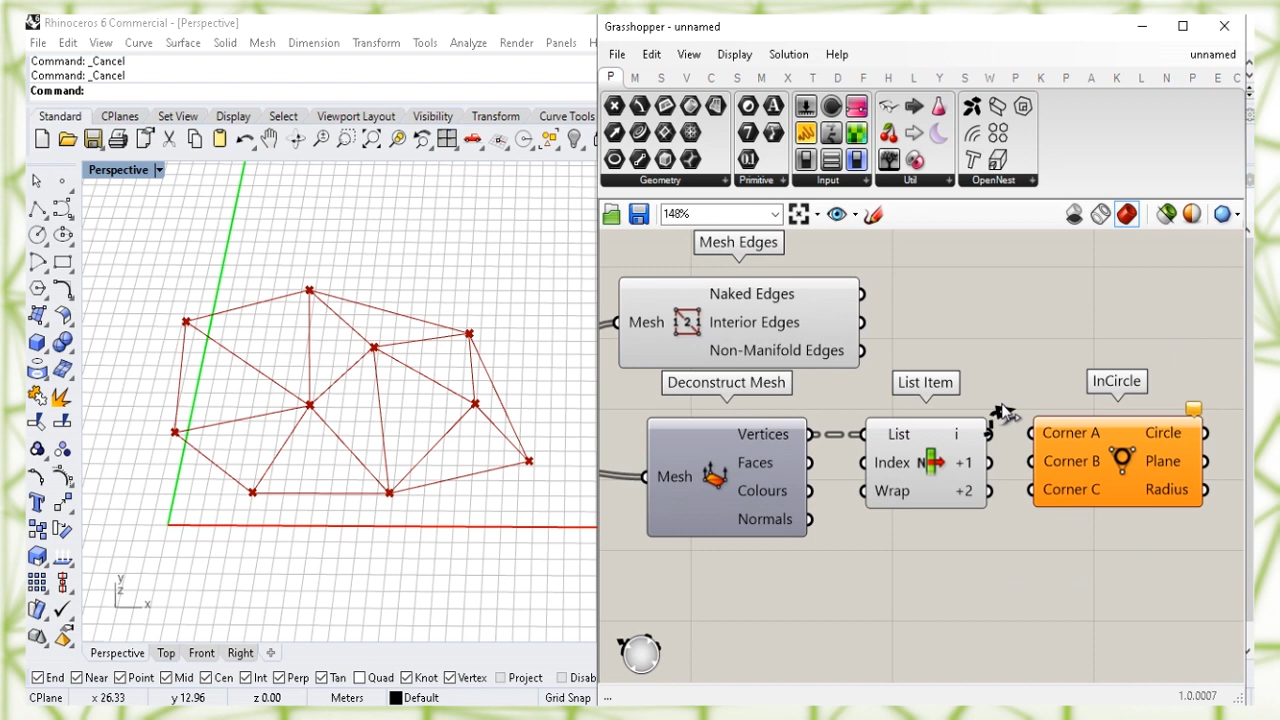 Rhinoceros 6 Commercial - [Perspective]
File Edit View Curve Surface Solid Mesh Dimension Transform Tools Analyze Render Panels H
Command: _Cancel
Command: _Cancel
Command:
Standard CPlanes Set View Display Select Viewport Layout Visibility Transform Curve Tools
Perspective
y
z
x
Perspective Top Front Right
End Near Point Mid Cen Int Perp Tan Quad Knot Vertex Project Disab
CPlane x 26.33 y 12.96 z 0.00 Meters Default Grid Snap
Grasshopper - unnamed
File Edit View Display Solution Help unnamed
P M S V C S M X T D F H L Y S W P K P A K L N P E C
Geometry Primitive Input Util OpenNest
148%
Mesh Edges
Naked Edges
Mesh Interior Edges
Non-Manifold Edges
Deconstruct Mesh List Item InCircle
Vertices List i Corner A Circle
Faces Index +1 Corner B Plane
Mesh
Colours Wrap +2 Corner C Radius
Normals
... 1.0.0007